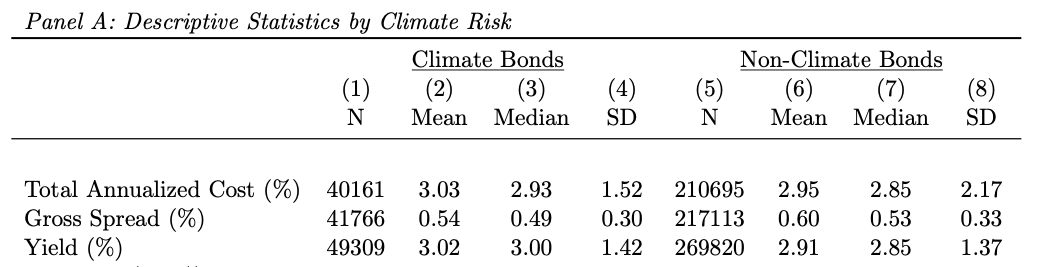 Panel A: Descriptive Statistics by Climate Risk
Climate Bonds Non-Climate Bonds
(1) (2) (3) (4) (5) (6) (7) (8)
N Mean Median SD N Mean Median SD
Total Annualized Cost (%) 40161 3.03 2.93 1.52 210695 2.95 2.85 2.17
Gross Spread (%) 41766 0.54 0.49 0.30 217113 0.60 0.53 0.33
Yield (%) 49309 3.02 3.00 1.42 269820 2.91 2.85 1.37